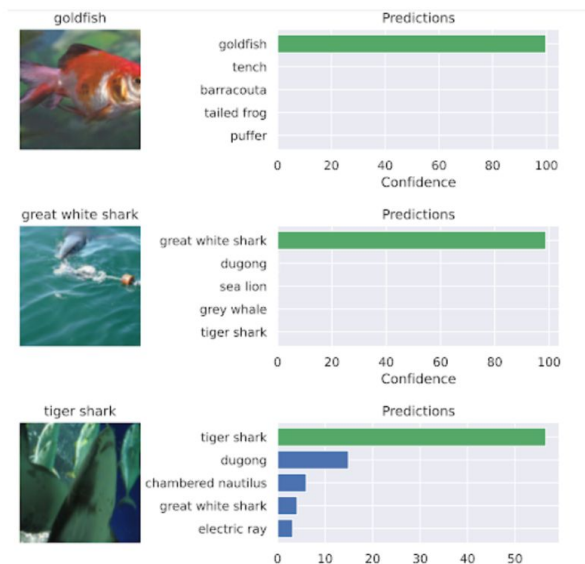 goldfish
Predictions
goldfish
tench
barracouta
tailed frog
puffer
0 20 40 60 80 100
Confidence
great white shark
Predictions
great white shark
dugong
sea lion
grey whale
tiger shark
0 20 40 60 80 100
Confidence
tiger shark
Predictions
tiger shark
dugong
chambered nautilus
great white shark
electric ray
0 10 20 30 40 50